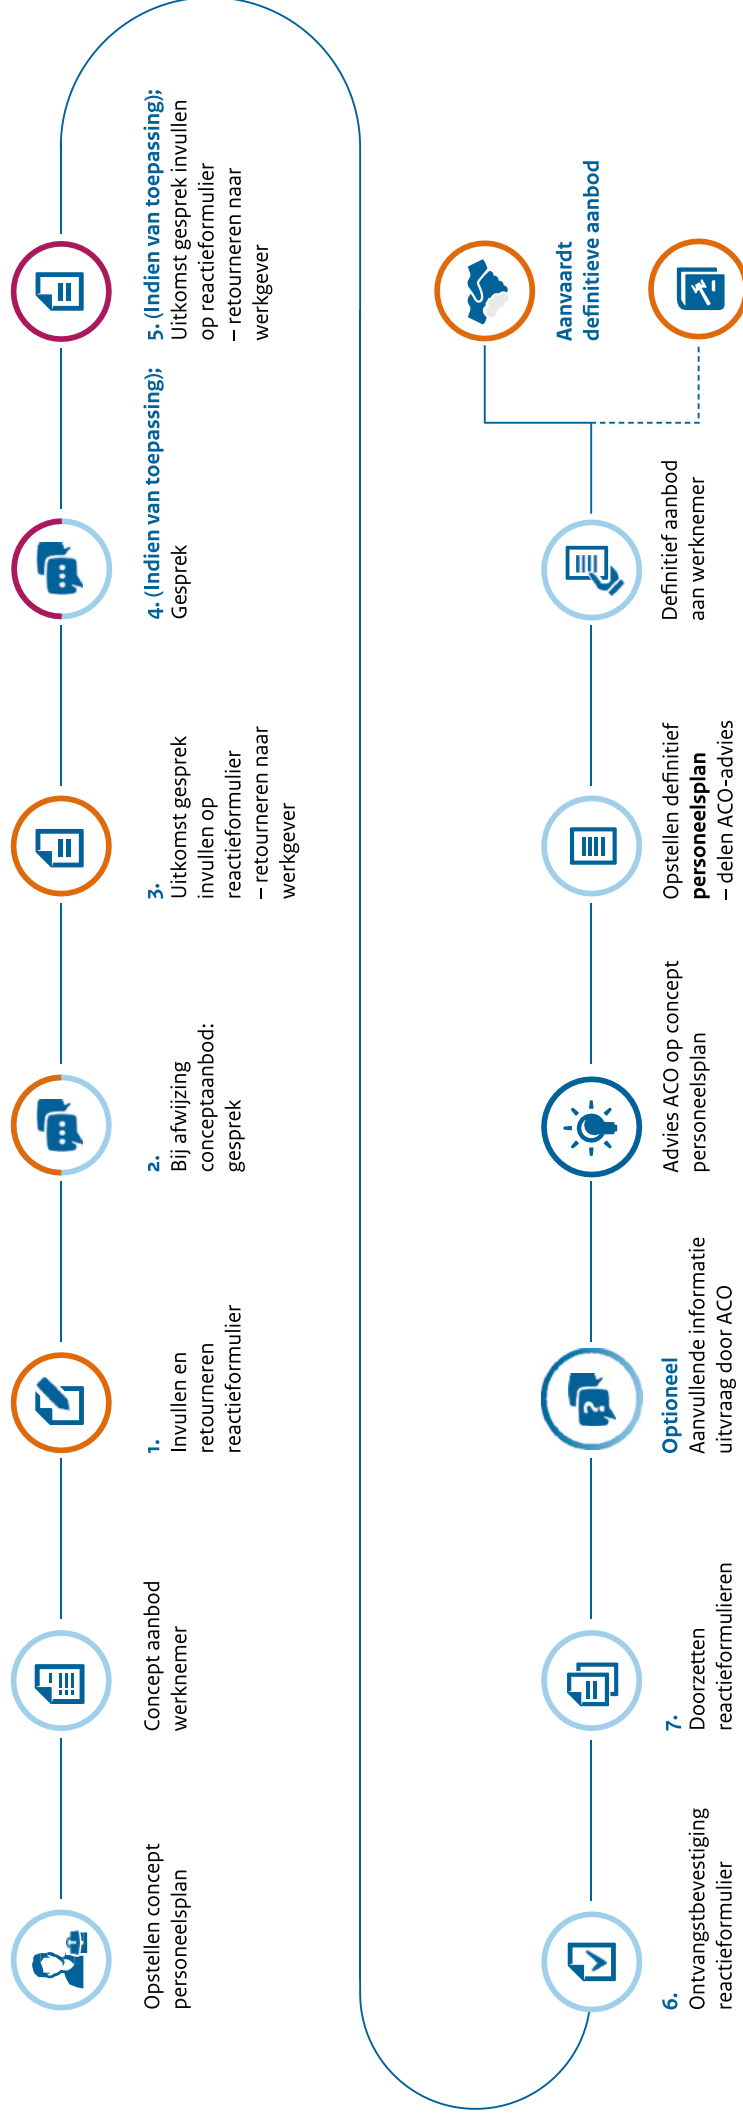 Opstellen concept
personeelsplan
Concept aanbod
werknemer
1.
Invullen en
retourneren
reactieformulier
2.
Bij afwijzing
conceptaanbod:
gesprek
3.
Uitkomst gesprek
invullen op
reactieformulier
– retourneren naar
werkgever
4. (Indien van toepassing);
Gesprek
5. (Indien van toepassing);
Uitkomst gesprek invullen
op reactieformulier
– retourneren naar
werkgever
6.
Ontvangstbevestiging
reactieformulier
7.
Doorzetten
reactieformulieren
Optioneel
Aanvullende informatie
uitvraag door ACO
Advies ACO op concept
personeelsplan
Opstellen definitief
personeelsplan
– delen ACO-advies
Definitief aanbod
aan werknemer
Aanvaardt
definitieve aanbod